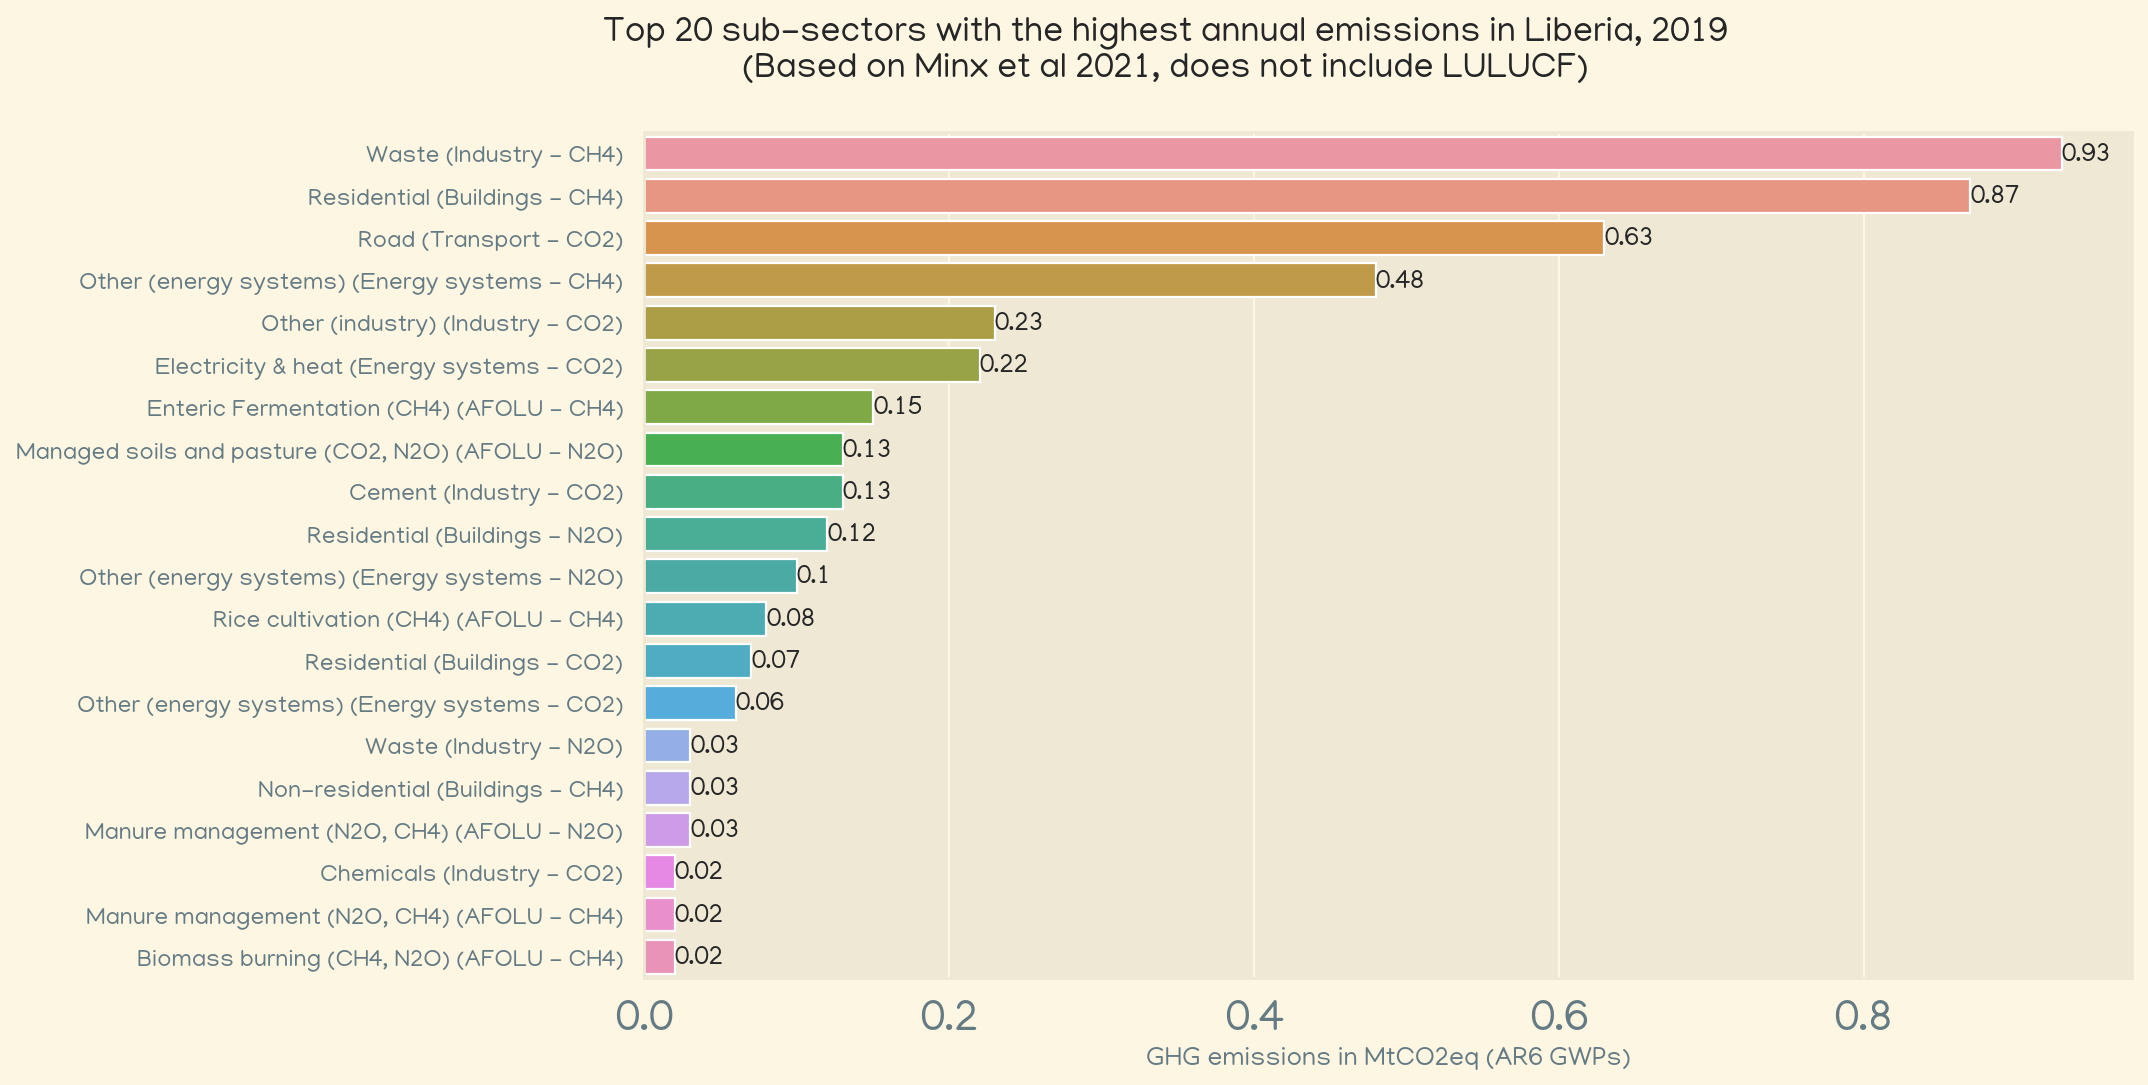 Top 20 sub-sectors with the highest annual emissions in Liberia, 2019
(Based on Minx et al 2021, does not include LULUCF)
Waste (Industry - CH4) 0.93
Residential (Buildings - CH4) 0.87
Road (Transport - CO2) 0.63
Other (energy systems) (Energy systems - CH4) 0.48
Other (industry) (Industry - CO2) 0.23
Electricity & heat (Energy systems - CO2) 0.22
Enteric Fermentation (CH4) (AFOLU - CH4) 0.15
Managed soils and pasture (CO2, N2O) (AFOLU - N2O) 0.13
Cement (Industry - CO2) 0.13
Residential (Buildings - N2O) 0.12
Other (energy systems) (Energy systems - N2O) 0.1
Rice cultivation (CH4) (AFOLU - CH4) 0.08
Residential (Buildings - CO2) 0.07
Other (energy systems) (Energy systems - CO2) 0.06
Waste (Industry - N2O) 0.03
Non-residential (Buildings - CH4) 0.03
Manure management (N2O, CH4) (AFOLU - N2O) 0.03
Chemicals (Industry - CO2) 0.02
Manure management (N2O, CH4) (AFOLU - CH4) 0.02
Biomass burning (CH4, N2O) (AFOLU - CH4) 0.02
0.0 0.2 0.4 0.6 0.8
GHG emissions in MtCO2eq (AR6 GWPs)